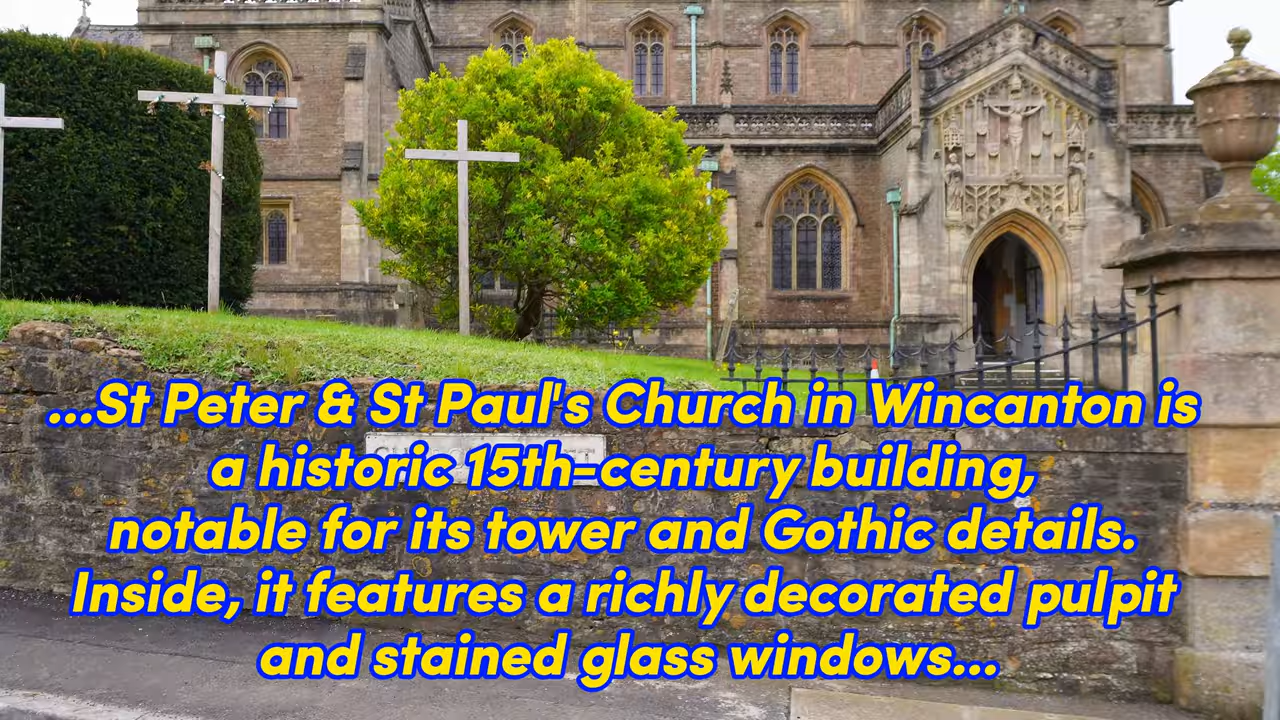 ...St Peter & St Paul's Church in Wincanton is
a historic 15th-century building,
notable for its tower and Gothic details.
Inside, it features a richly decorated pulpit
and stained glass windows...